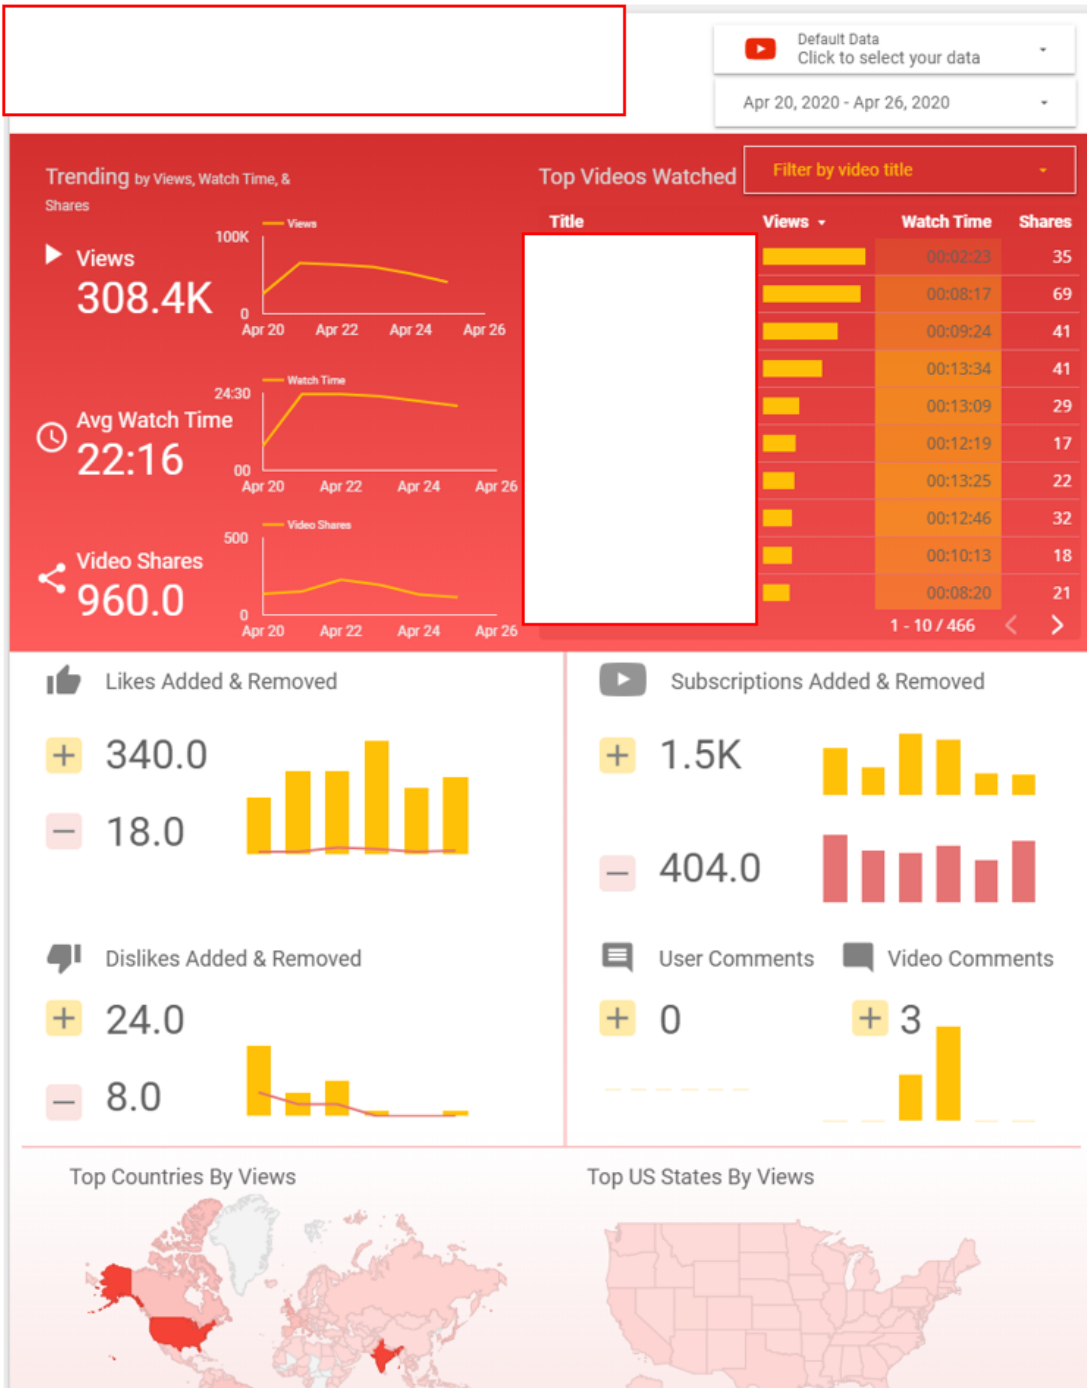 Default Data
Click to select your data
Apr 20, 2020 - Apr 26, 2020
Trending by Views, Watch Time, &
Shares
Views
308.4K
Views
100K
0
Apr 20 Apr 22 Apr 24 Apr 26
Avg Watch Time
22:16
Watch Time
24:30
00
Apr 20 Apr 22 Apr 24 Apr 26
Video Shares
960.0
Video Shares
500
0
Apr 20 Apr 22 Apr 24 Apr 26
Top Videos Watched
Filter by video title
Title Views Watch Time Shares
00:02:23 35
00:08:17 69
00:09:24 41
00:13:34 41
00:13:09 29
00:12:19 17
00:13:25 22
00:12:46 32
00:10:13 18
00:08:20 21
1 - 10 / 466
Likes Added & Removed
+ 340.0
− 18.0
Subscriptions Added & Removed
+ 1.5K
− 404.0
Dislikes Added & Removed
+ 24.0
− 8.0
User Comments
+ 0
Video Comments
+ 3
Top Countries By Views
Top US States By Views